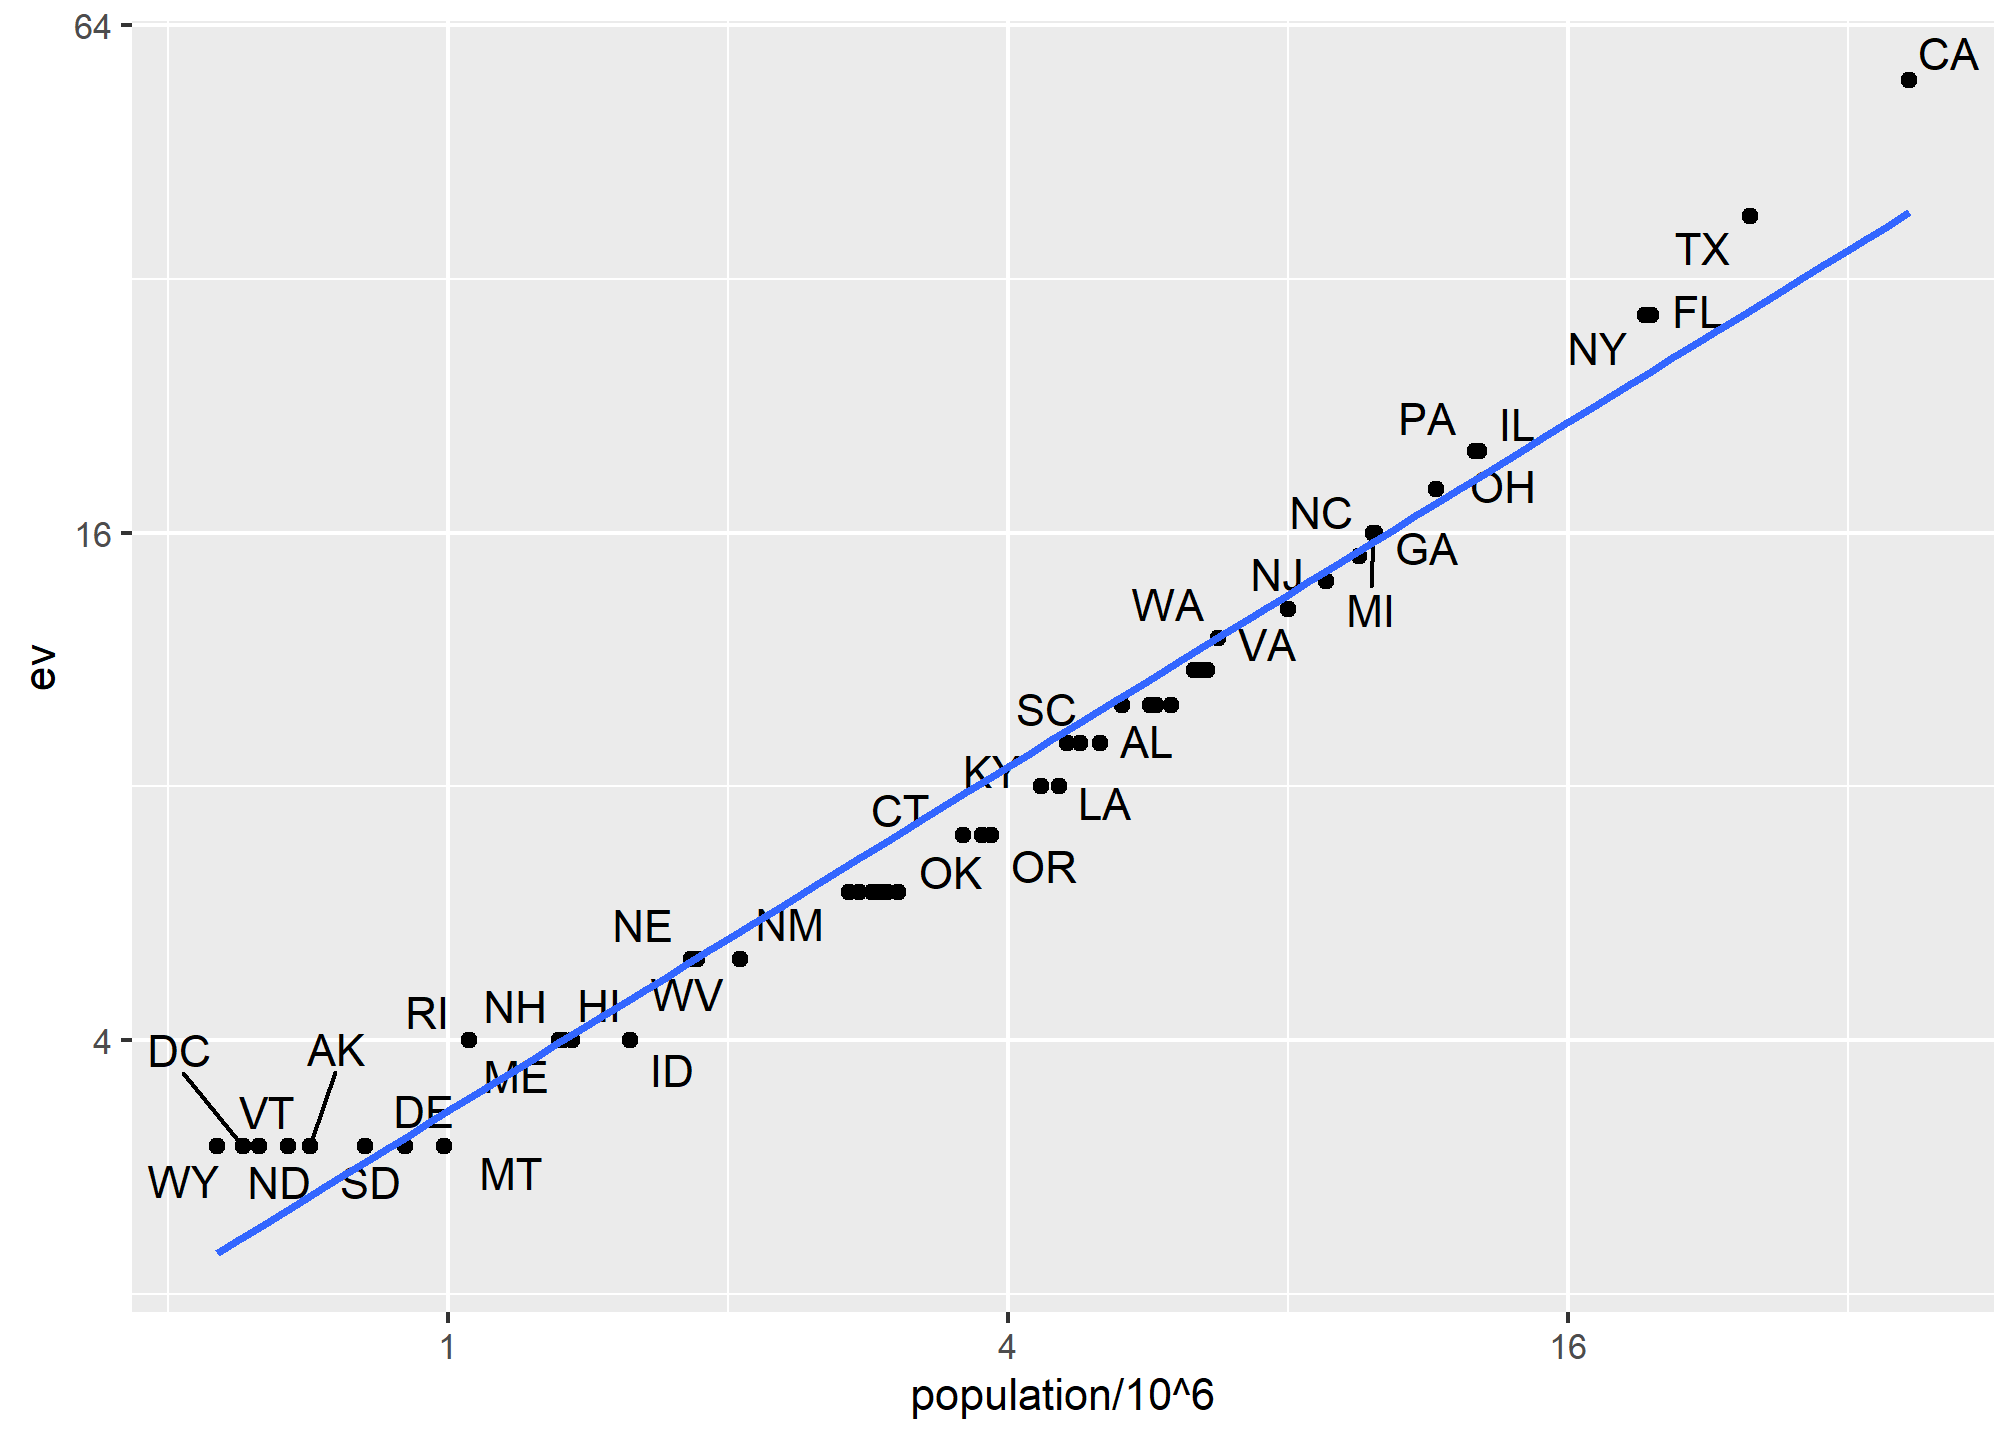 64
CA
TX
FL
NY
PA
IL
OH
NC
16
GA
NJ
WA
MI
VA
ev
SC
AL
KY
LA
CT
OR
OK
NE
NM
WV
HI
NH
RI
4
DC
AK
ID
ME
VT
DE
MT
WY
ND
SD
1
4
16
population/10^6